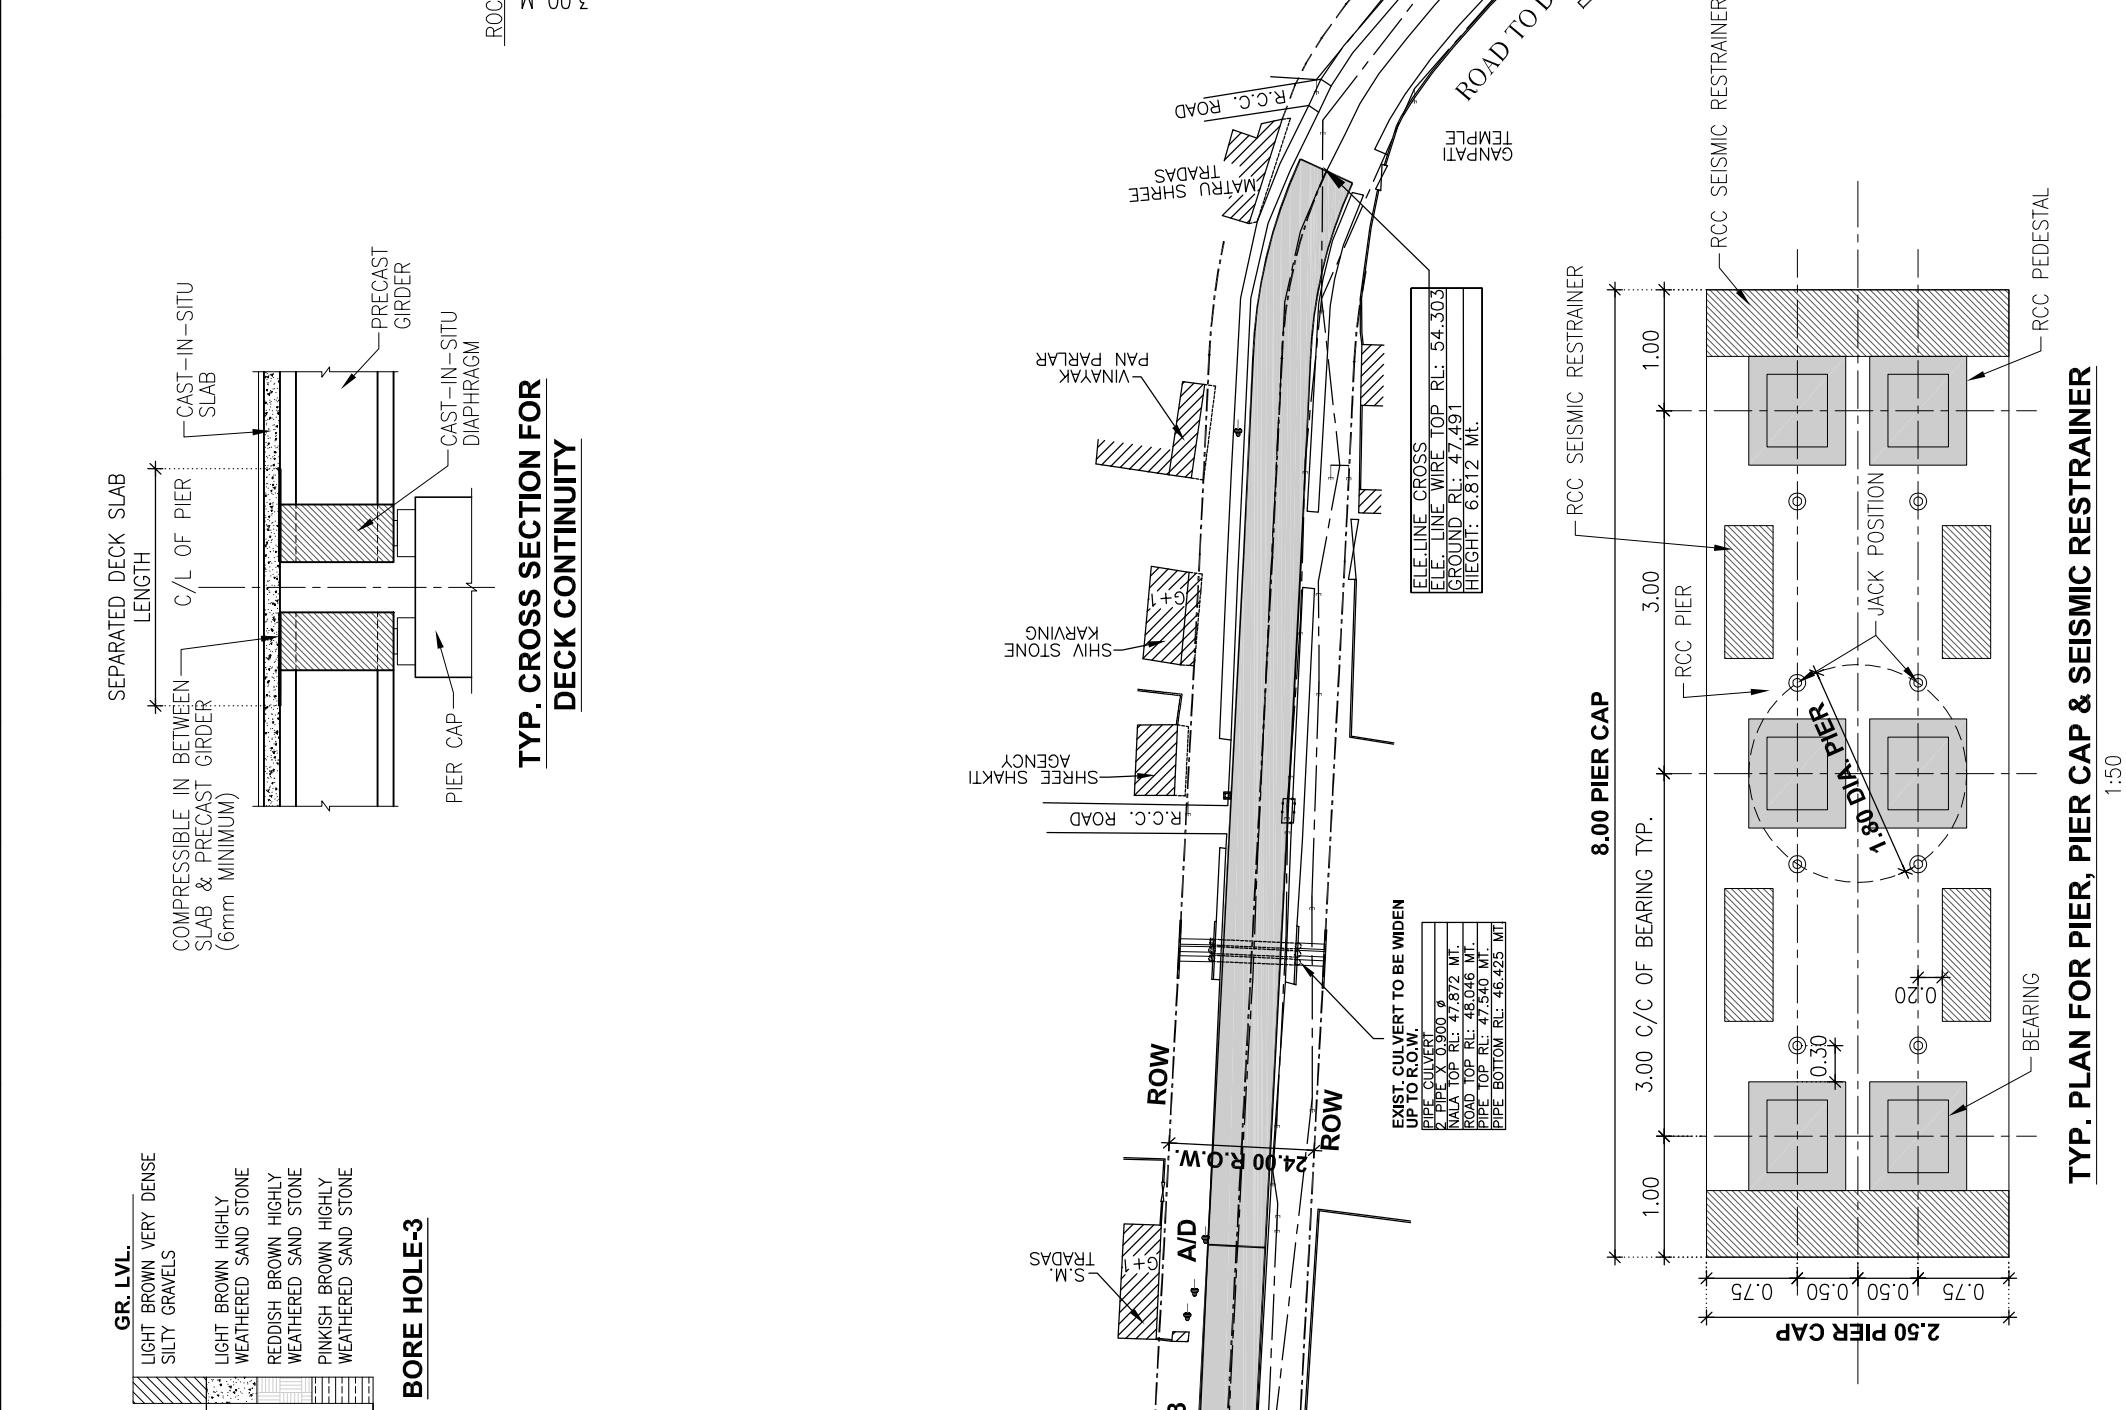 ROC
3.00 M
SEPARATED DECK SLAB
LENGTH
C/L OF PIER
CAST-IN-SITU
SLAB
PRECAST
GIRDER
CAST-IN-SITU
DIAPHRAGM
COMPRESSIBLE IN BETWEEN
SLAB & PRECAST GIRDER
(6mm MINIMUM)
PIER CAP
TYP. CROSS SECTION FOR
DECK CONTINUITY
GR. LVL.
LIGHT BROWN VERY DENSE
SILTY GRAVELS
LIGHT BROWN HIGHLY
WEATHERED SAND STONE
REDDISH BROWN HIGHLY
WEATHERED SAND STONE
PINKISH BROWN HIGHLY
WEATHERED SAND STONE
BORE HOLE-3
R.C.C. ROAD
MATRU SHREE
TRADAS
ROAD TO
GANPATI
TEMPLE
VINAYAK
PAN PARLAR
SHIV STONE
KARVING
G+1
SHREE SHAKTI
AGENCY
R.C.C. ROAD
ELE.LINE CROSS
ELE. LINE WIRE TOP RL: 54.303
GROUND RL: 47.491
HIEGHT: 6.812 Mt.
EXIST. CULVERT TO BE WIDEN
UP TO R.O.W.
PIPE CULVERT
2 PIPE X 0.900 ø
NALA TOP RL: 47.872 MT.
ROAD TOP RL: 48.046 MT.
PIPE TOP RL: 47.540 MT.
PIPE BOTTOM RL: 46.425 MT
ROW
24.00 R.O.W.
ROW
A/D
S.M.
TRADAS
G+1
RCC SEISMIC RESTRAINER
RCC SEISMIC RESTRAINER
RCC PEDESTAL
8.00 PIER CAP
1.00
3.00
3.00 C/C OF BEARING TYP.
1.00
RCC PIER
JACK POSITION
1.80 DIA. PIER
0.20
0.30
BEARING
0.75
0.50
0.50
0.75
2.50 PIER CAP
TYP. PLAN FOR PIER, PIER CAP & SEISMIC RESTRAINER
1:50